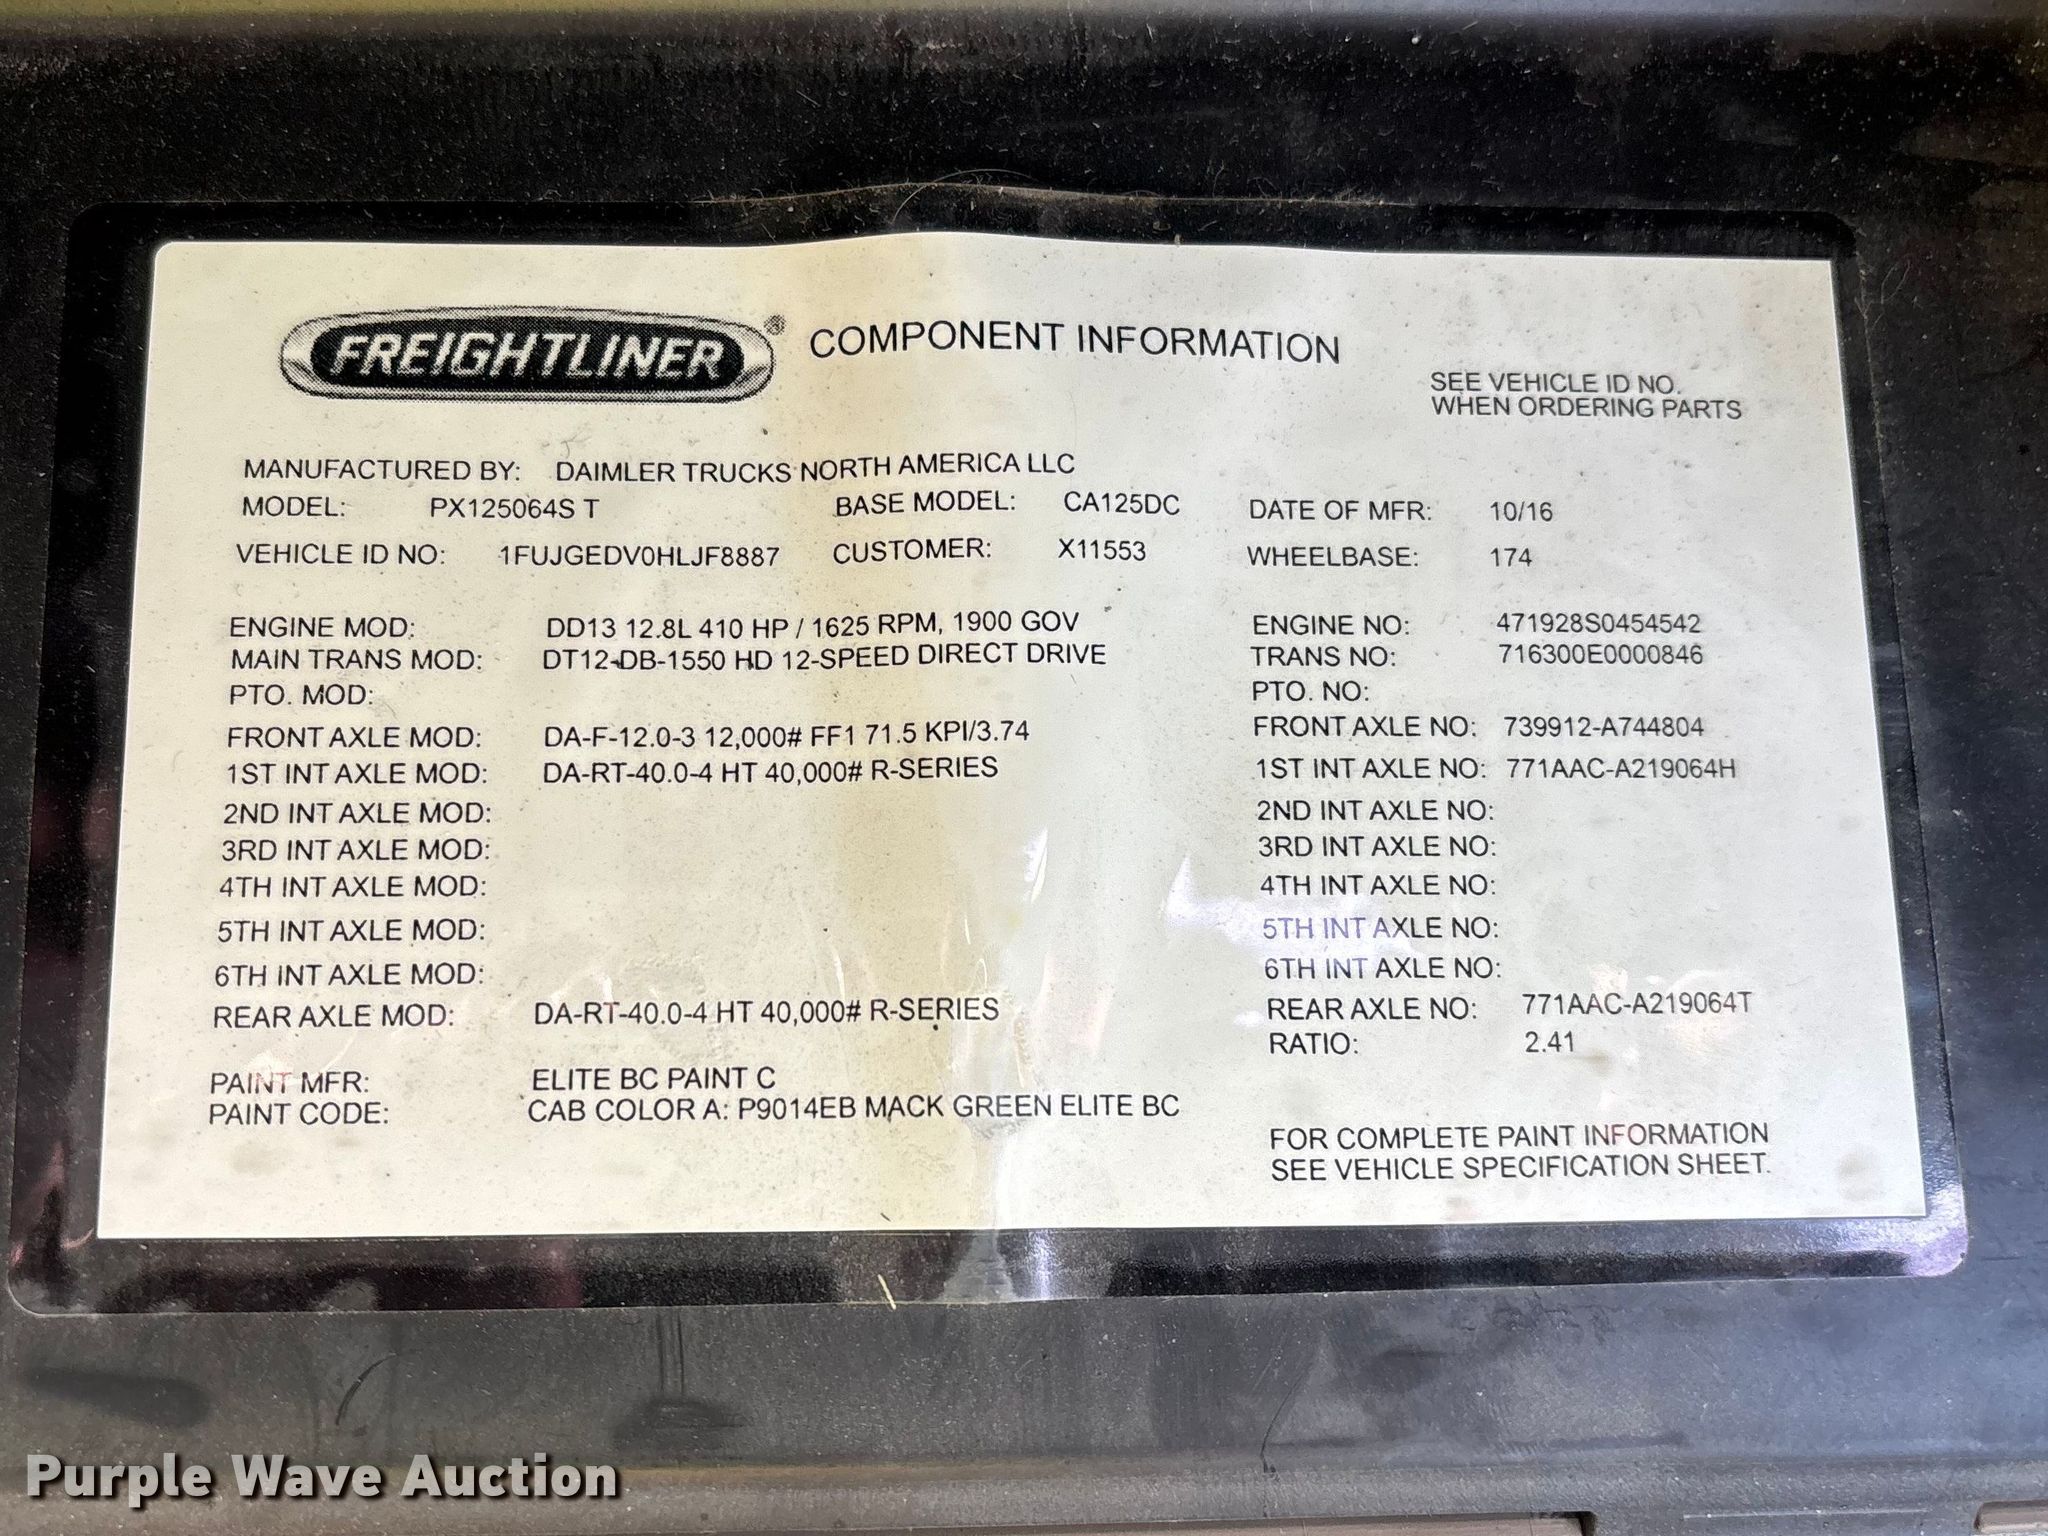 FREIGHTLINER® COMPONENT INFORMATION
SEE VEHICLE ID NO.
WHEN ORDERING PARTS
MANUFACTURED BY: DAIMLER TRUCKS NORTH AMERICA LLC
MODEL: PX125064S T BASE MODEL: CA125DC DATE OF MFR: 10/16
VEHICLE ID NO: 1FUJGEDV0HLJF8887 CUSTOMER: X11553 WHEELBASE: 174
ENGINE MOD: DD13 12.8L 410 HP / 1625 RPM, 1900 GOV ENGINE NO: 471928S0454542
MAIN TRANS MOD: DT12-DB-1550 HD 12-SPEED DIRECT DRIVE TRANS NO: 716300E0000846
PTO. MOD: PTO. NO:
FRONT AXLE MOD: DA-F-12.0-3 12,000# FF1 71.5 KPI/3.74 FRONT AXLE NO: 739912-A744804
1ST INT AXLE MOD: DA-RT-40.0-4 HT 40,000# R-SERIES 1ST INT AXLE NO: 771AAC-A219064H
2ND INT AXLE MOD: 2ND INT AXLE NO:
3RD INT AXLE MOD: 3RD INT AXLE NO:
4TH INT AXLE MOD: 4TH INT AXLE NO:
5TH INT AXLE MOD: 5TH INT AXLE NO:
6TH INT AXLE MOD: 6TH INT AXLE NO:
REAR AXLE MOD: DA-RT-40.0-4 HT 40,000# R-SERIES REAR AXLE NO: 771AAC-A219064T
RATIO: 2.41
PAINT MFR: ELITE BC PAINT C
PAINT CODE: CAB COLOR A: P9014EB MACK GREEN ELITE BC
FOR COMPLETE PAINT INFORMATION
SEE VEHICLE SPECIFICATION SHEET.
Purple Wave Auction